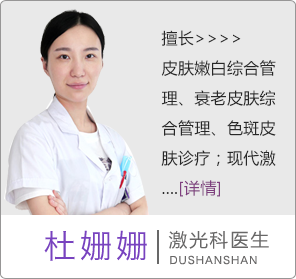 擅长>>>>
皮肤嫩白综合管
理、衰老皮肤综
合管理、色斑皮
肤诊疗；现代激
....[详情]
杜姗姗
激光科医生
DUSHANSHAN